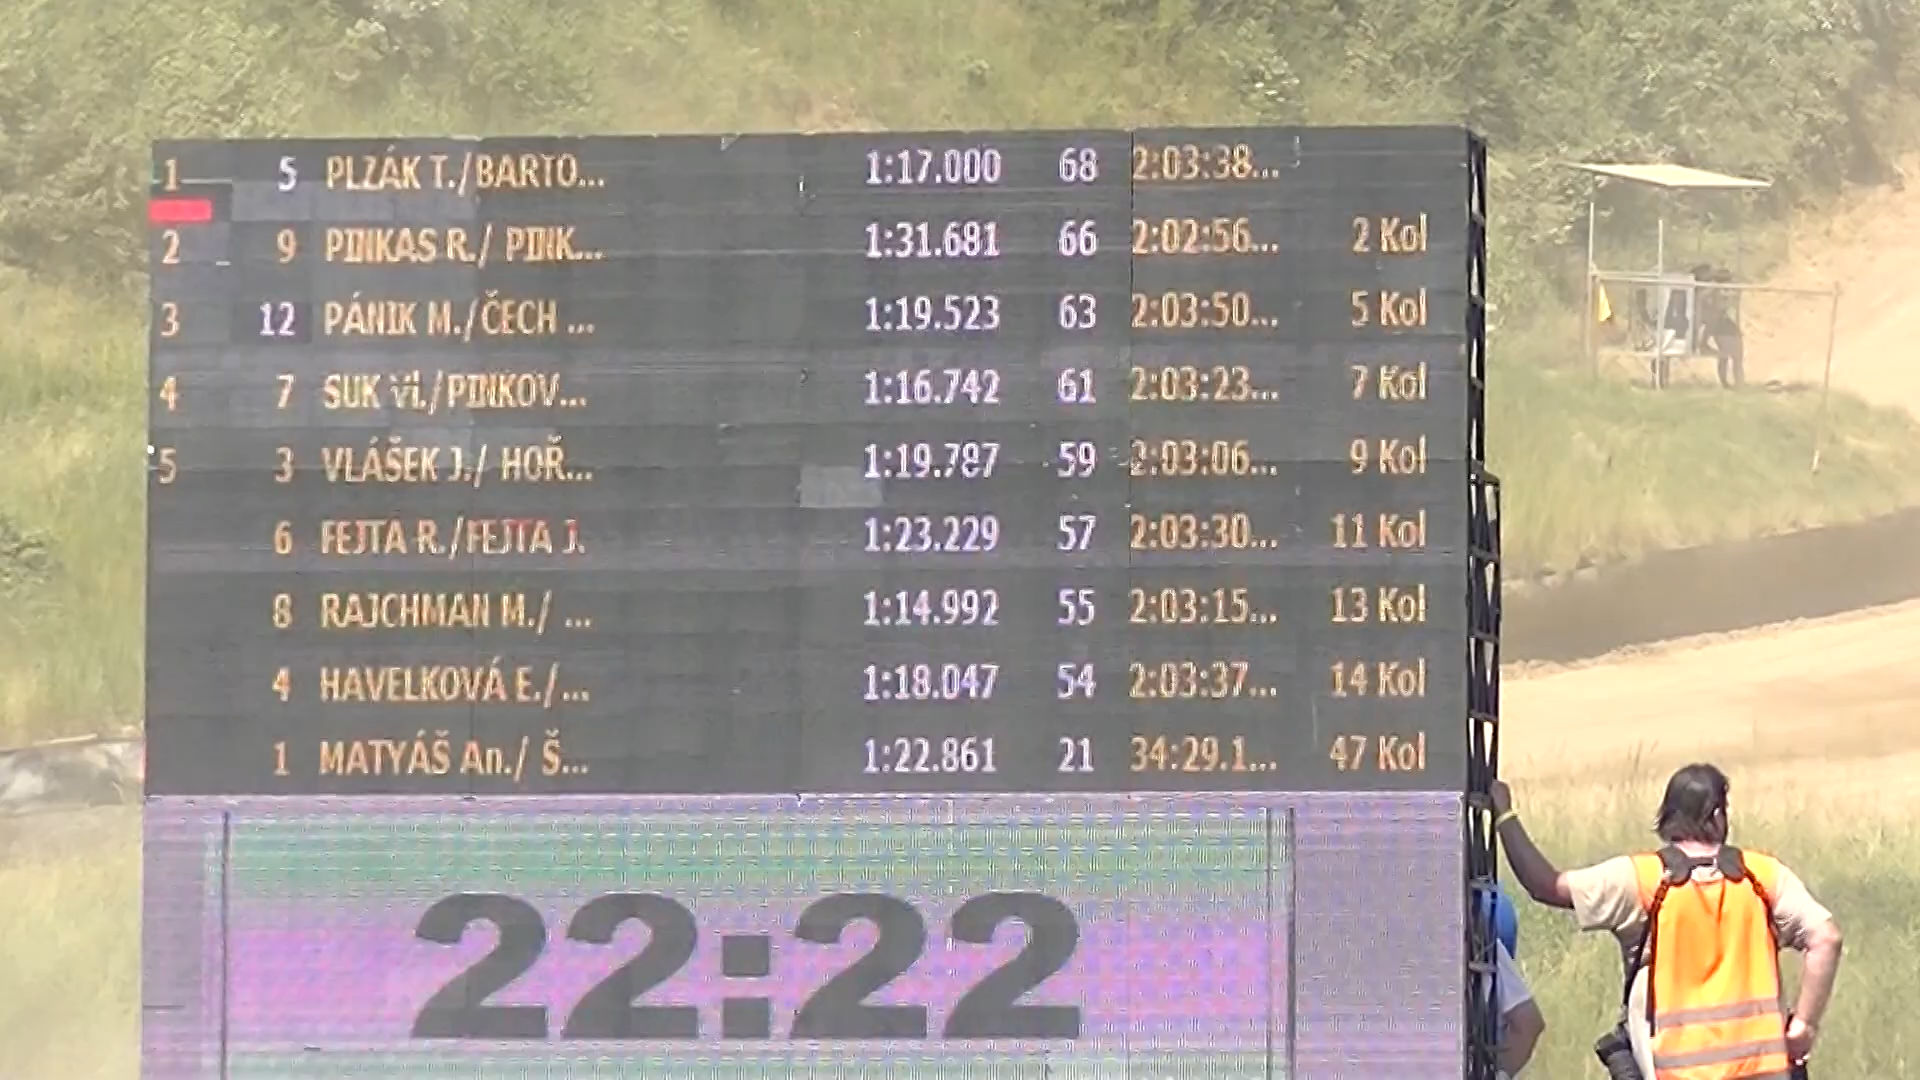 1 5 PLZÁK T./BARTO... 1:17.000 68 2:03:38...
2 9 PINKAS R./ PINK... 1:31.681 66 2:02:56... 2 Kol
3 12 PÁNIK M./ČECH ... 1:19.523 63 2:03:50... 5 Kol
4 7 SUK Vl./PINKOV... 1:16.742 61 2:03:23... 7 Kol
5 3 VLÁŠEK J./ HOŘ... 1:19.787 59 2:03:06... 9 Kol
6 FEJTA R./FEJTA J. 1:23.229 57 2:03:30... 11 Kol
8 RAJCHMAN M./ ... 1:14.992 55 2:03:15... 13 Kol
4 HAVELKOVÁ E./... 1:18.047 54 2:03:37... 14 Kol
1 MATYÁŠ An./ Š... 1:22.861 21 34:29.1... 47 Kol
22:22